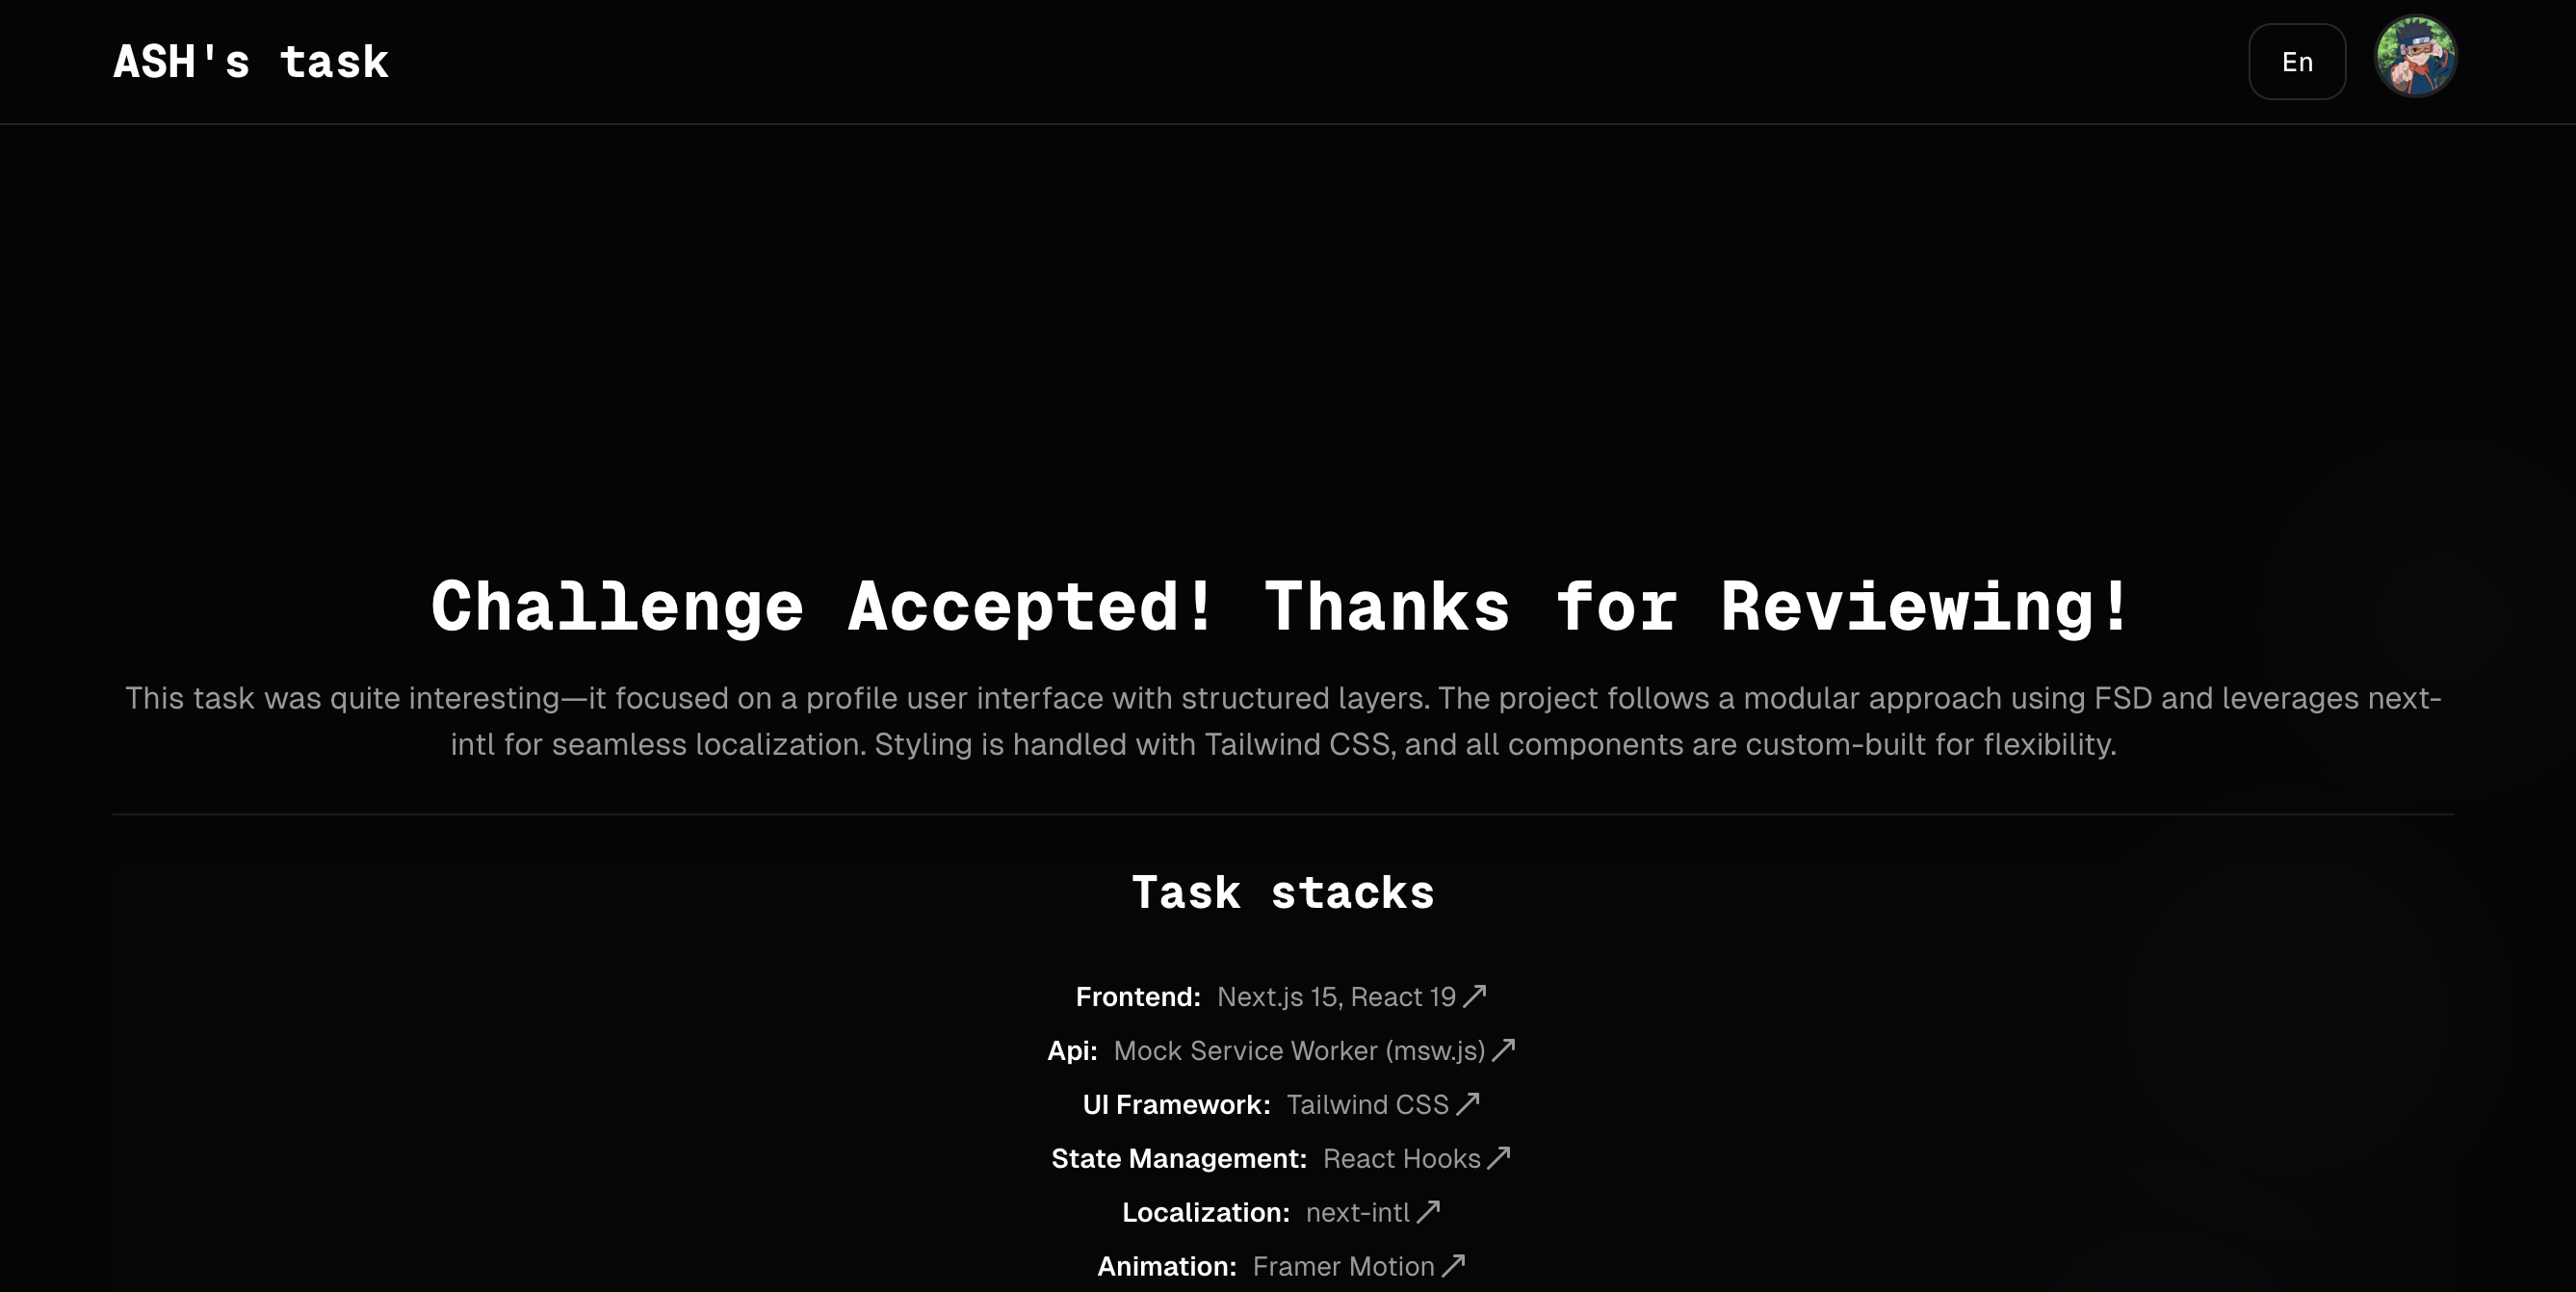 ASH's task
En
Challenge Accepted! Thanks for Reviewing!
This task was quite interesting—it focused on a profile user interface with structured layers. The project follows a modular approach using FSD and leverages next-
intl for seamless localization. Styling is handled with Tailwind CSS, and all components are custom-built for flexibility.
Task stacks
Frontend: Next.js 15, React 19
Api: Mock Service Worker (msw.js)
UI Framework: Tailwind CSS
State Management: React Hooks
Localization: next-intl
Animation: Framer Motion